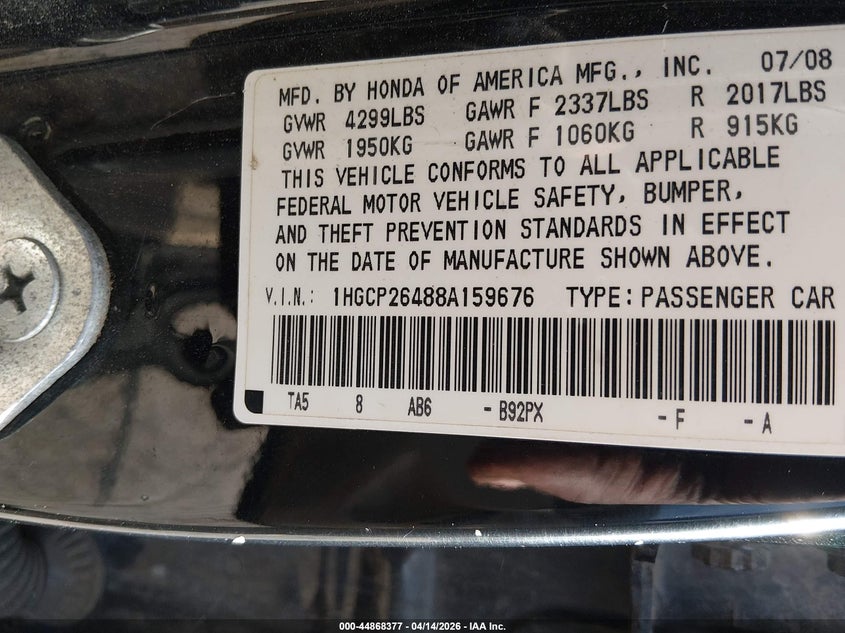 MFD. BY HONDA OF AMERICA MFG., INC. 07/08
GVWR 4299LBS GAWR F 2337LBS R 2017LBS
GVWR 1950KG GAWR F 1060KG R 915KG
THIS VEHICLE CONFORMS TO ALL APPLICABLE
FEDERAL MOTOR VEHICLE SAFETY, BUMPER,
AND THEFT PREVENTION STANDARDS IN EFFECT
ON THE DATE OF MANUFACTURE SHOWN ABOVE.
V.I.N.: 1HGCP26488A159676 TYPE: PASSENGER CAR
TA5 8 AB6 - B92PX - F - A
000-44868377 - 04/14/2026 - IAA Inc.